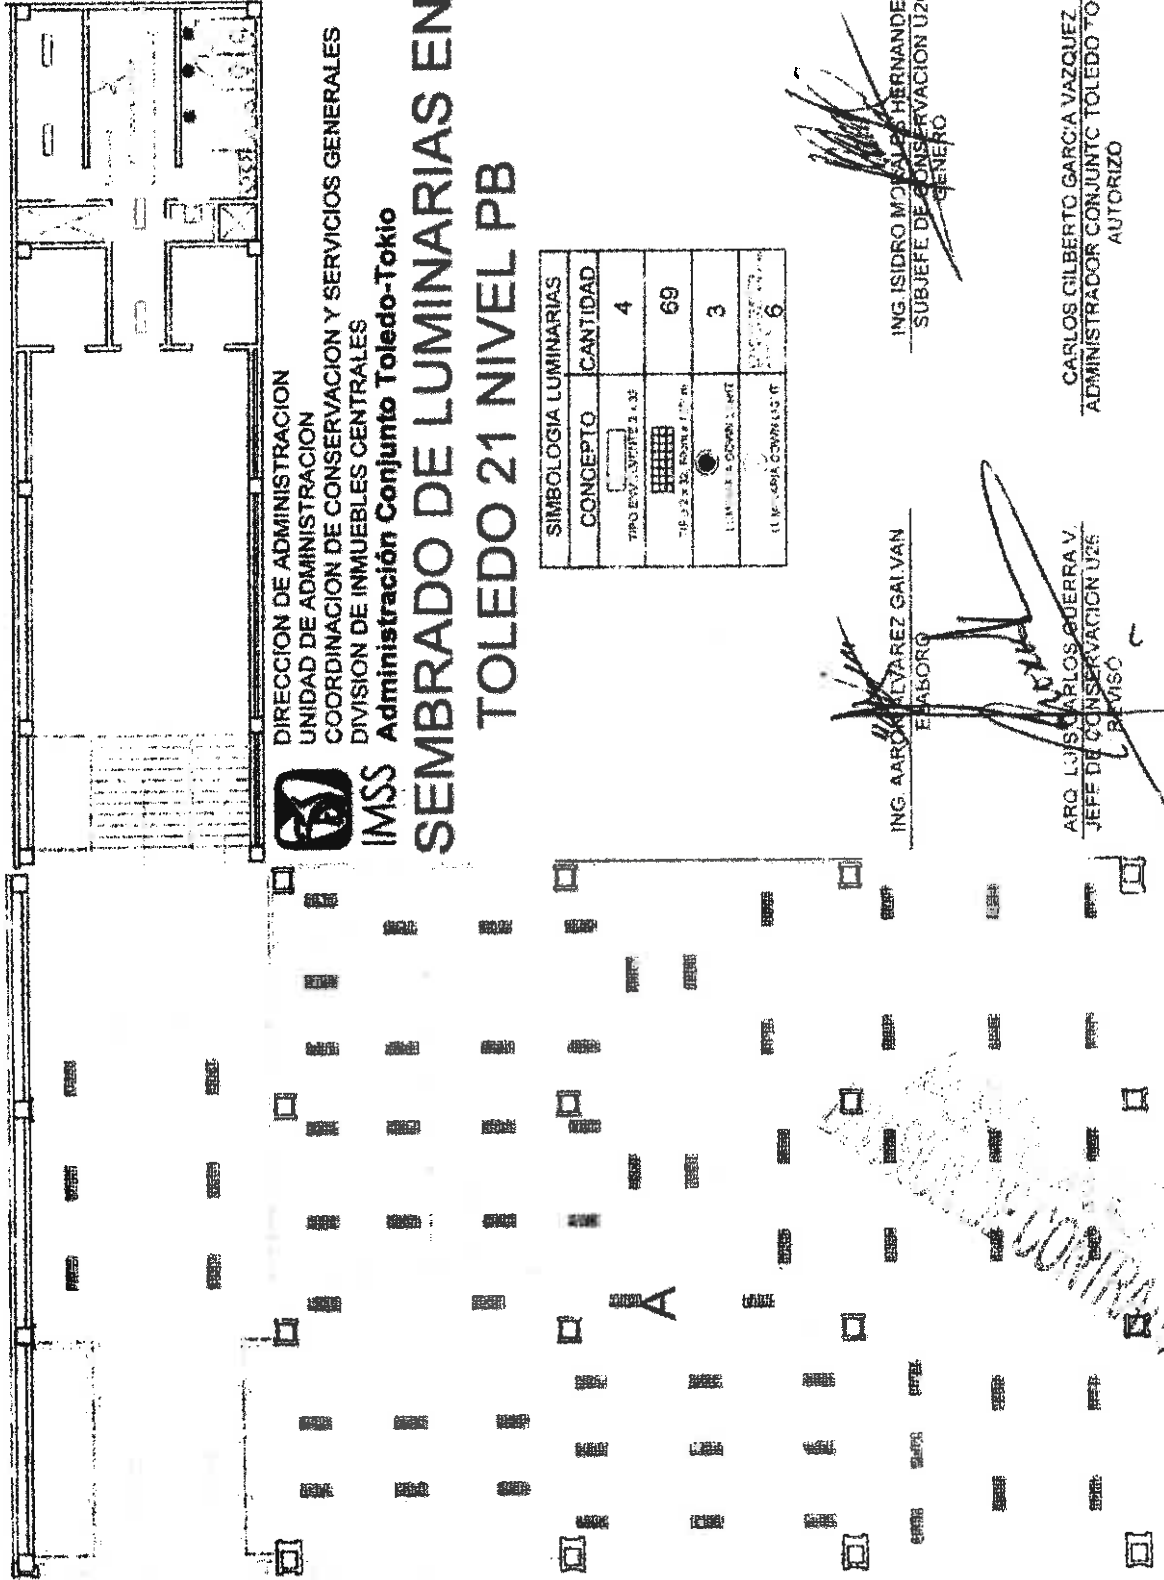 DIRECCION DE ADMINISTRACION
UNIDAD DE ADMINISTRACION
COORDINACION DE CONSERVACION Y SERVICIOS GENERALES
DIVISION DE INMUEBLES CENTRALES
IMSS Administración Conjunto Toledo-Tokio
SEMBRADO DE LUMINARIAS EN
TOLEDO 21 NIVEL PB
SIMBOLOGIA LUMINARIAS
CONCEPTO CANTIDAD
4
69
3
6
ING. AARON ALVAREZ GALVAN
ELABORO
ING. ISIDRO MORALES HERNANDE
SUBJEFE DE CONSERVACION U26
GENERO
ARQ. LUIS CARLOS GUERRA V.
JEFE DE CONSERVACION U26
REVISÓ
CARLOS GILBERTO GARCIA VAZQUEZ
ADMINISTRADOR CONJUNTO TOLEDO TO
AUTORIZO
A